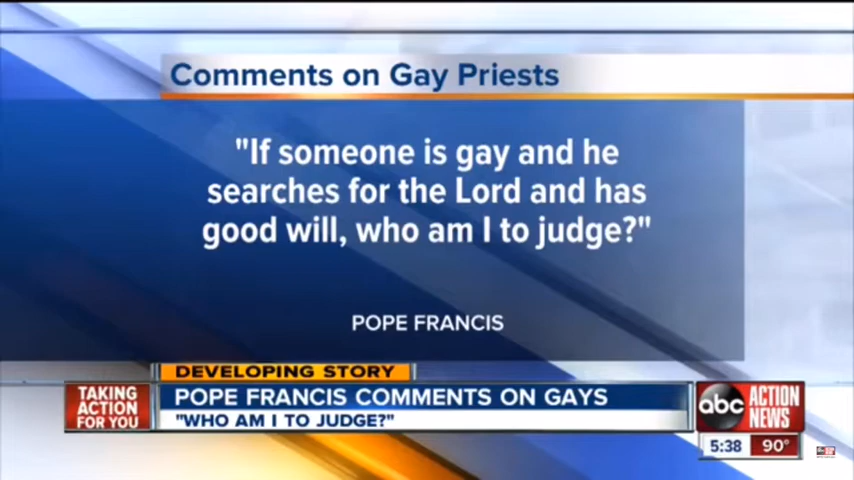 Comments on Gay Priests
"If someone is gay and he
searches for the Lord and has
good will, who am I to judge?"
POPE FRANCIS
DEVELOPING STORY
TAKING
ACTION
FOR YOU
POPE FRANCIS COMMENTS ON GAYS
"WHO AM I TO JUDGE?"
abc
ACTION
NEWS
5:38 90°